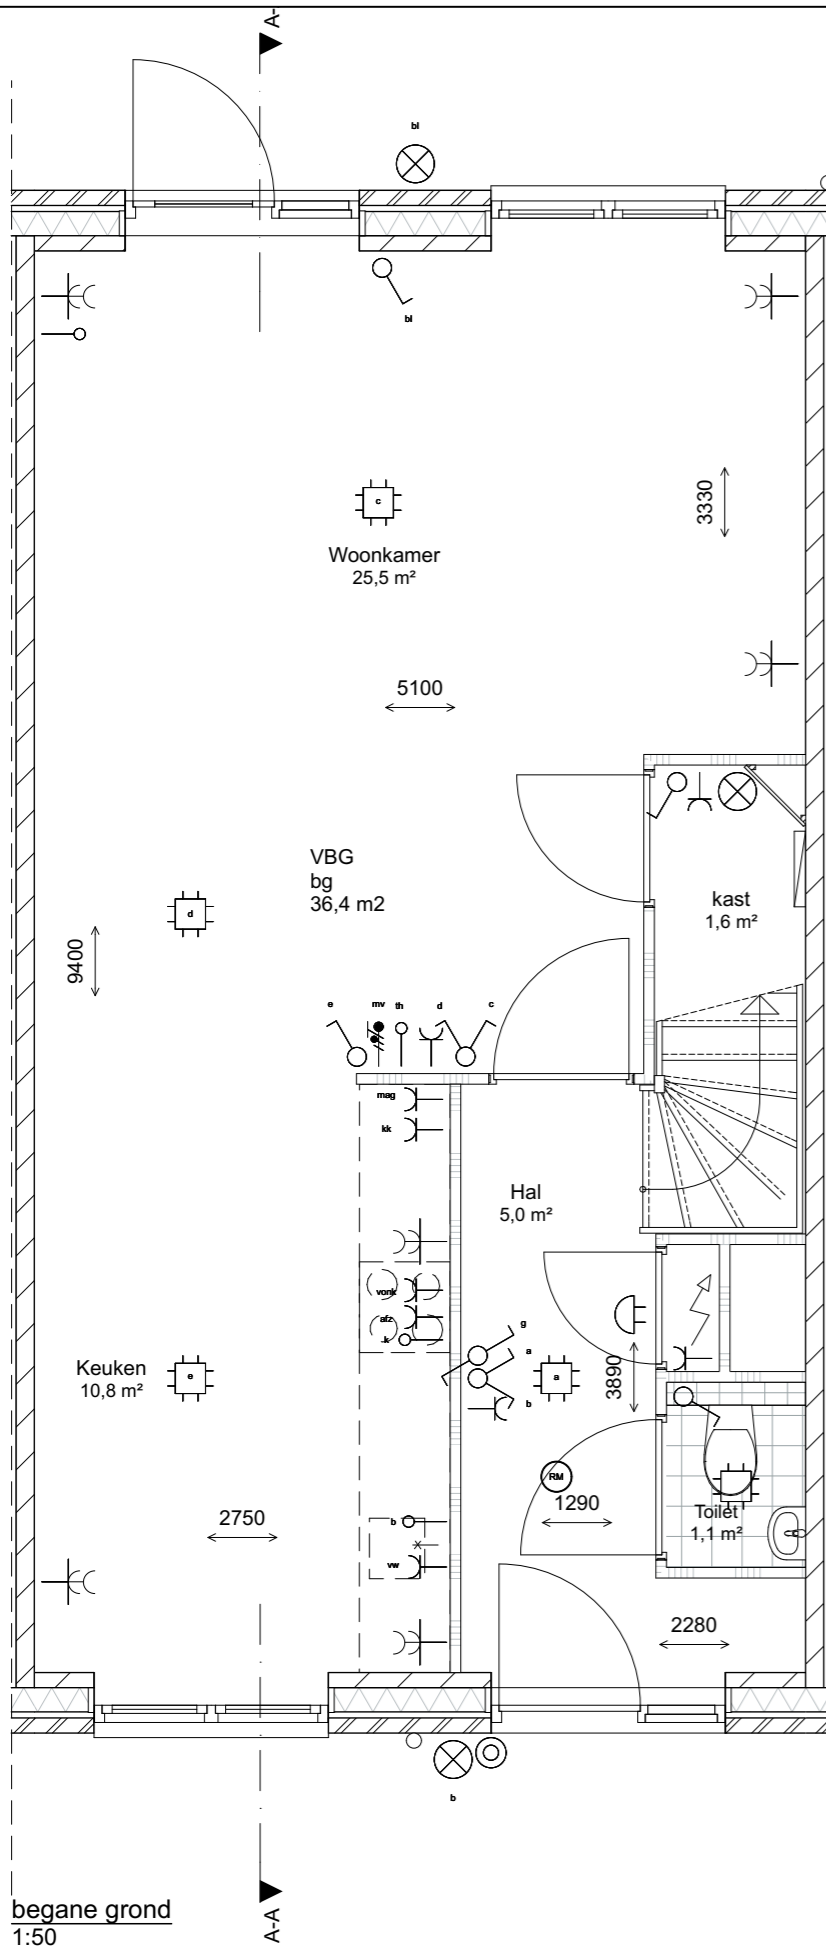 A-
bl
bl
c
Woonkamer
25,5 m²
3330
5100
VBG
bg
36,4 m2
kast
1,6 m²
d
9400
e
mv
th
d
c
mag
kk
Hal
5,0 m²
vonk
afz
k
g
a
b
a
3890
Keuken
10,8 m²
e
RM
1290
Toilet
1,1 m²
2750
b
vw
2280
b
begane grond
1:50
A-A